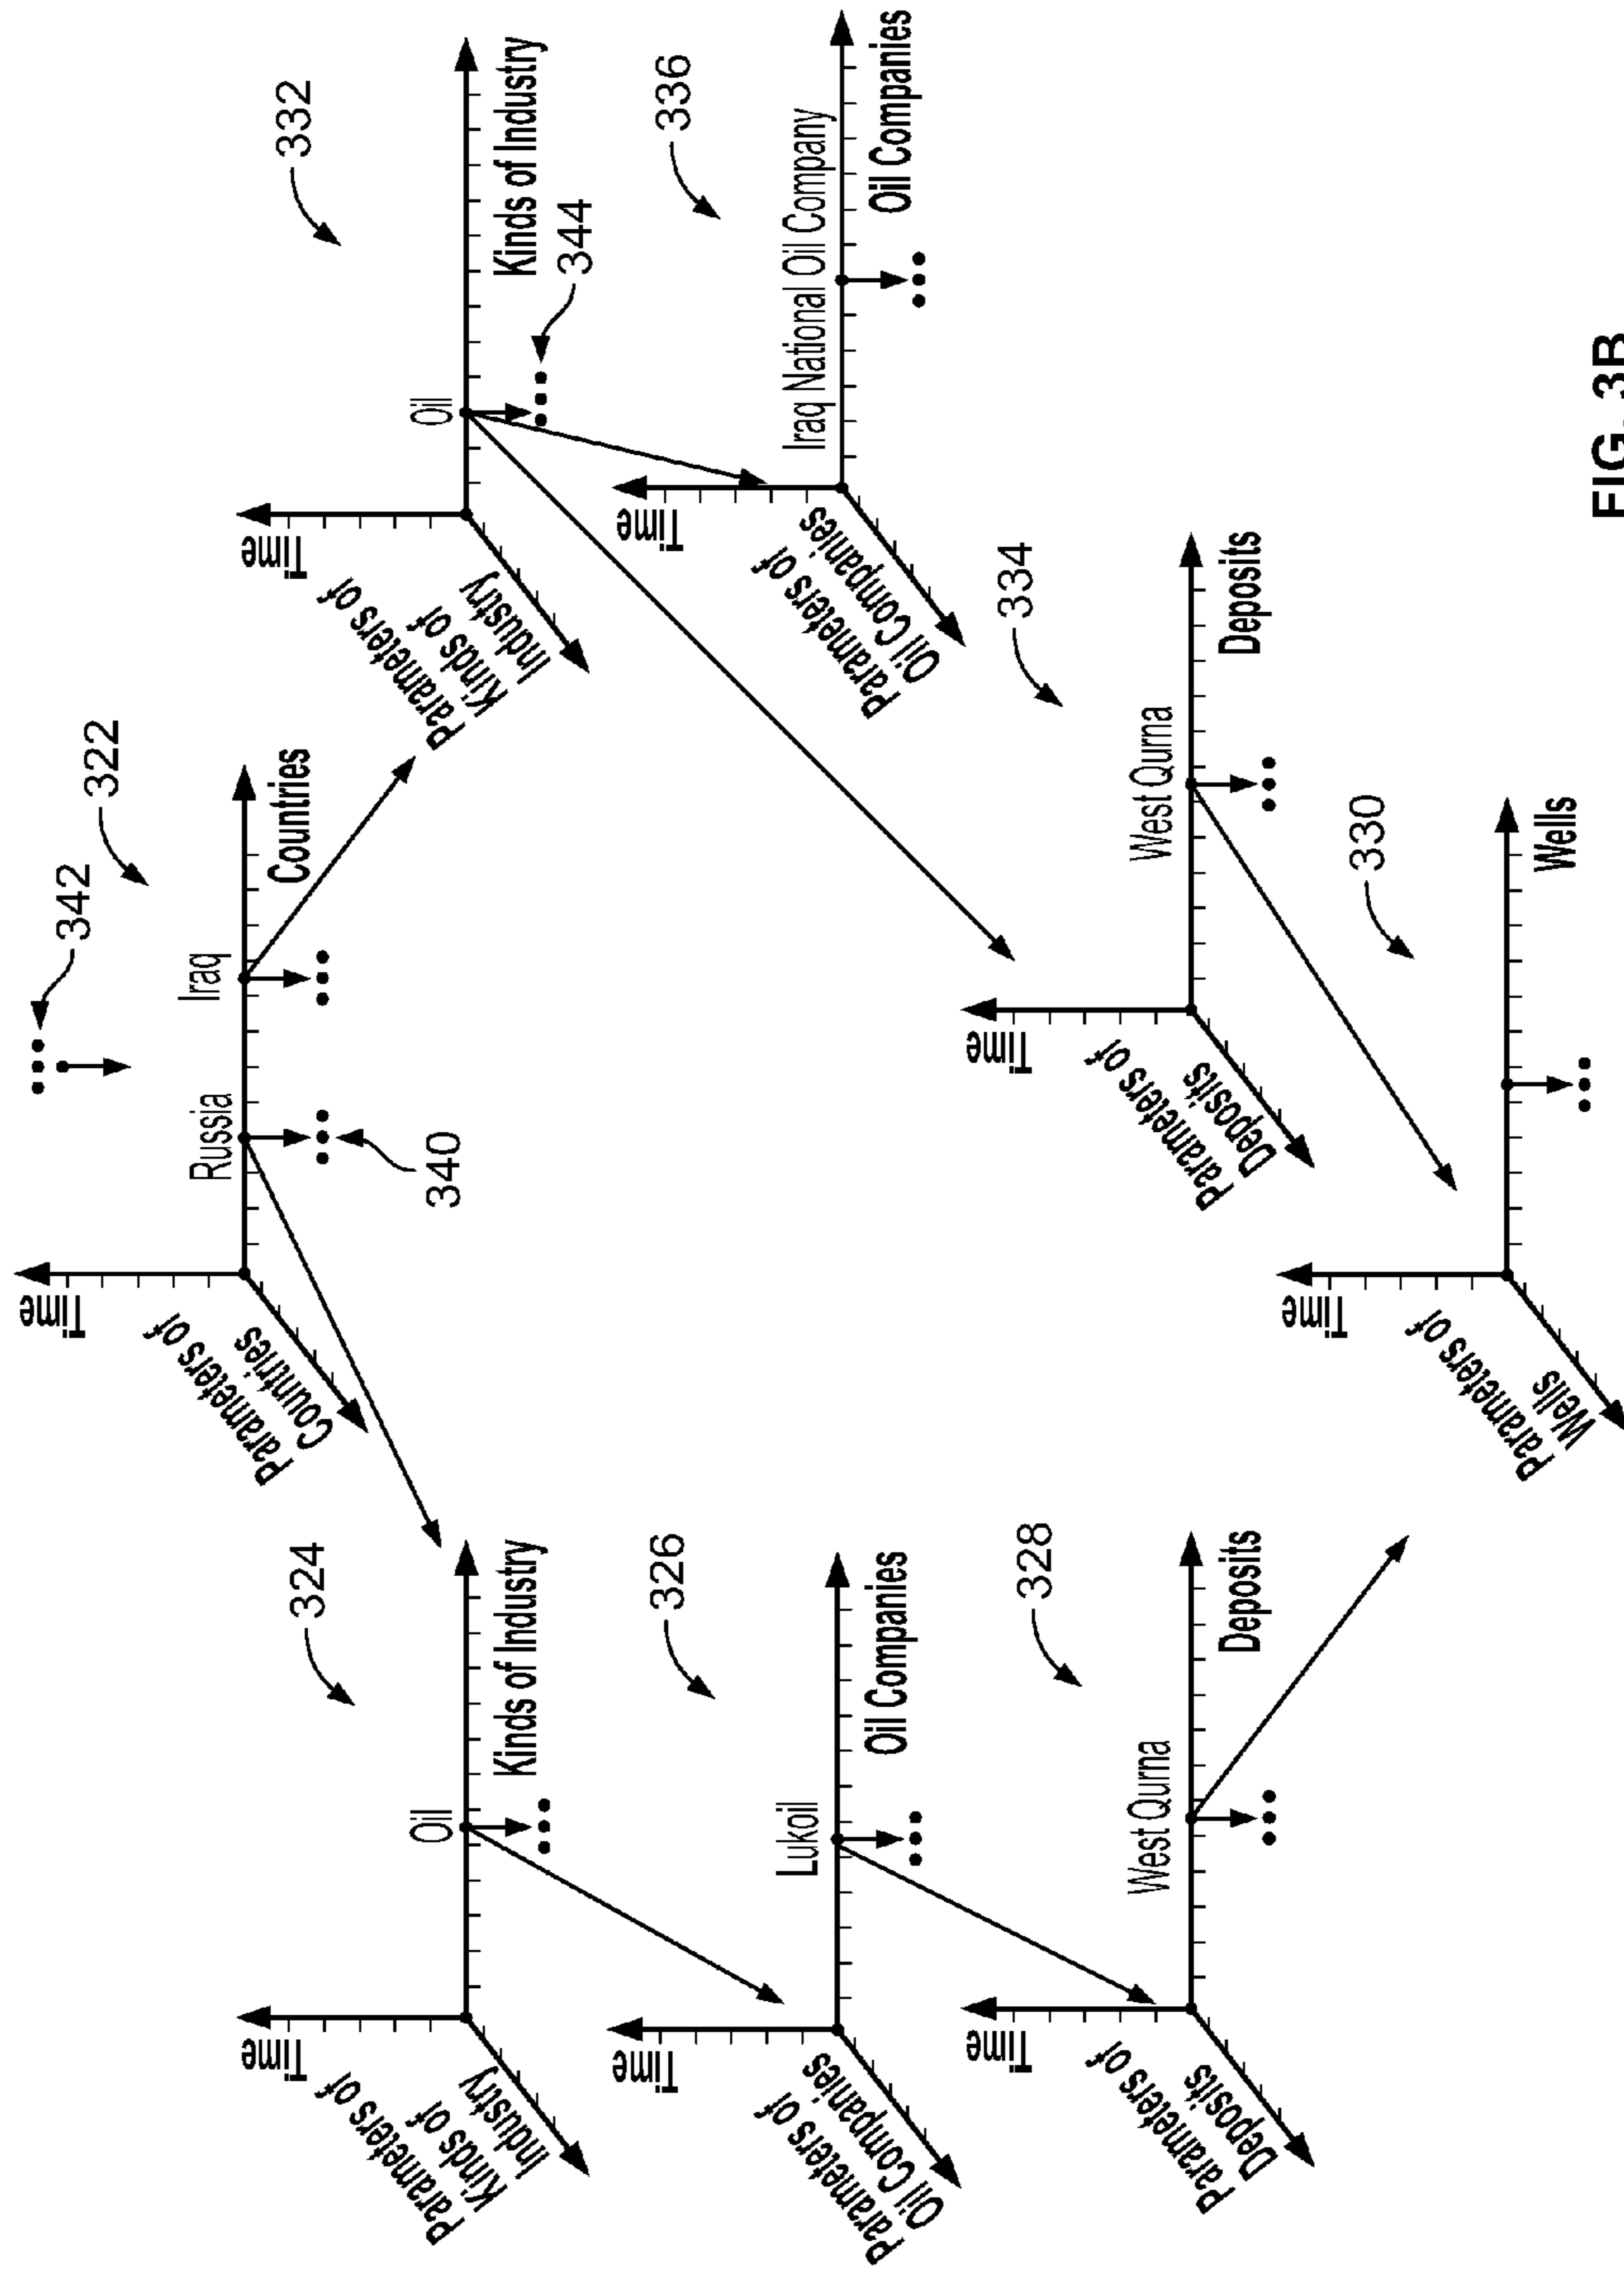 342
322
Time
Russia
Iraq
Countries
Parameters of
Countries
340
324
Time
Oil
Kinds of Industry
Parameters of
Kinds of
Industry
332
Time
Oil
Kinds of Industry
344
Parameters of
Kinds of
Industry
326
Time
Lukoil
Oil Companies
Parameters of
Oil Companies
336
Time
Iraq National Oil Company
Oil Companies
Parameters of
Oil Companies
328
Time
West Qurna
Deposits
Parameters of
Deposits
334
Time
West Qurna
Deposits
Parameters of
Deposits
330
Time
Wells
Parameters of
Wells
FIG. 3B